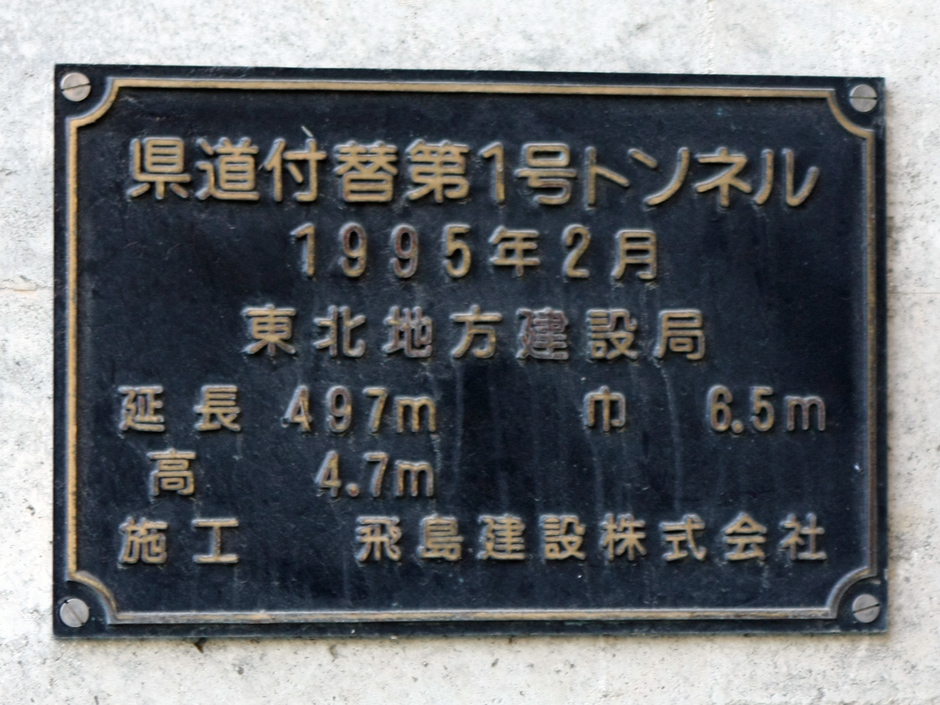 県道付替第1号トンネル
1995年2月
東北地方建設局
延長 497m 巾 6.5m
高 4.7m
施工 飛島建設株式会社